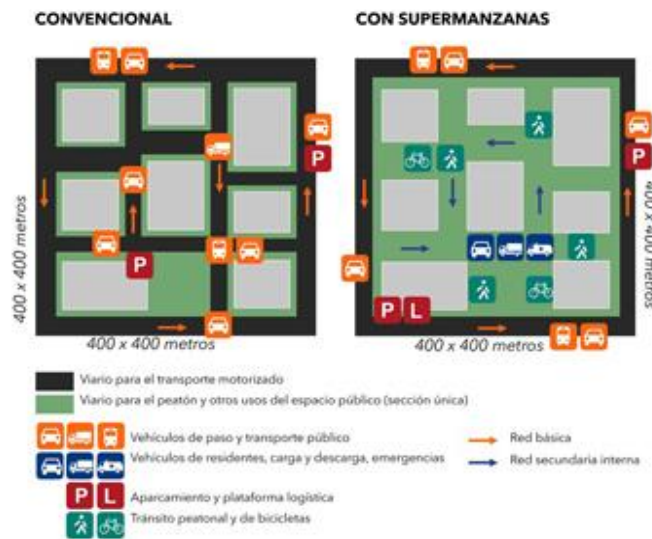 CONVENCIONAL
CON SUPERMANZANAS
P
P
P
P L
400 x 400 metros
400 x 400 metros
400 x 400 metros
400 x 400 metros
Viario para el transporte motorizado
Viario para el peatón y otros usos del espacio público (sección única)
Vehículos de paso y transporte público
Red básica
Vehículos de residentes, carga y descarga, emergencias
Red secundaria interna
P L
Aparcamiento y plataforma logística
Tránsito peatonal y de bicicletas